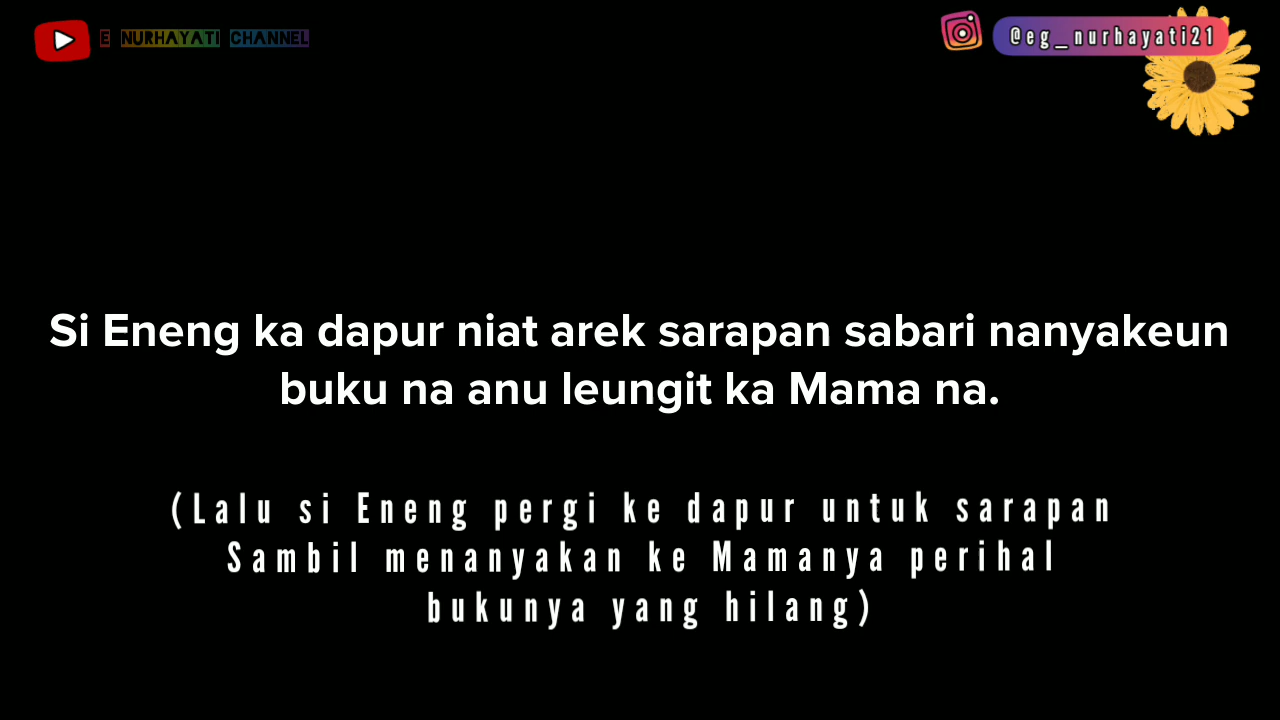 E NURHAYATI CHANNEL
@eg_nurhayati21
Si Eneng ka dapur niat arek sarapan sabari nanyakeun
buku na anu leungit ka Mama na.
(Lalu si Eneng pergi ke dapur untuk sarapan
Sambil menanyakan ke Mamanya perihal
bukunya yang hilang)